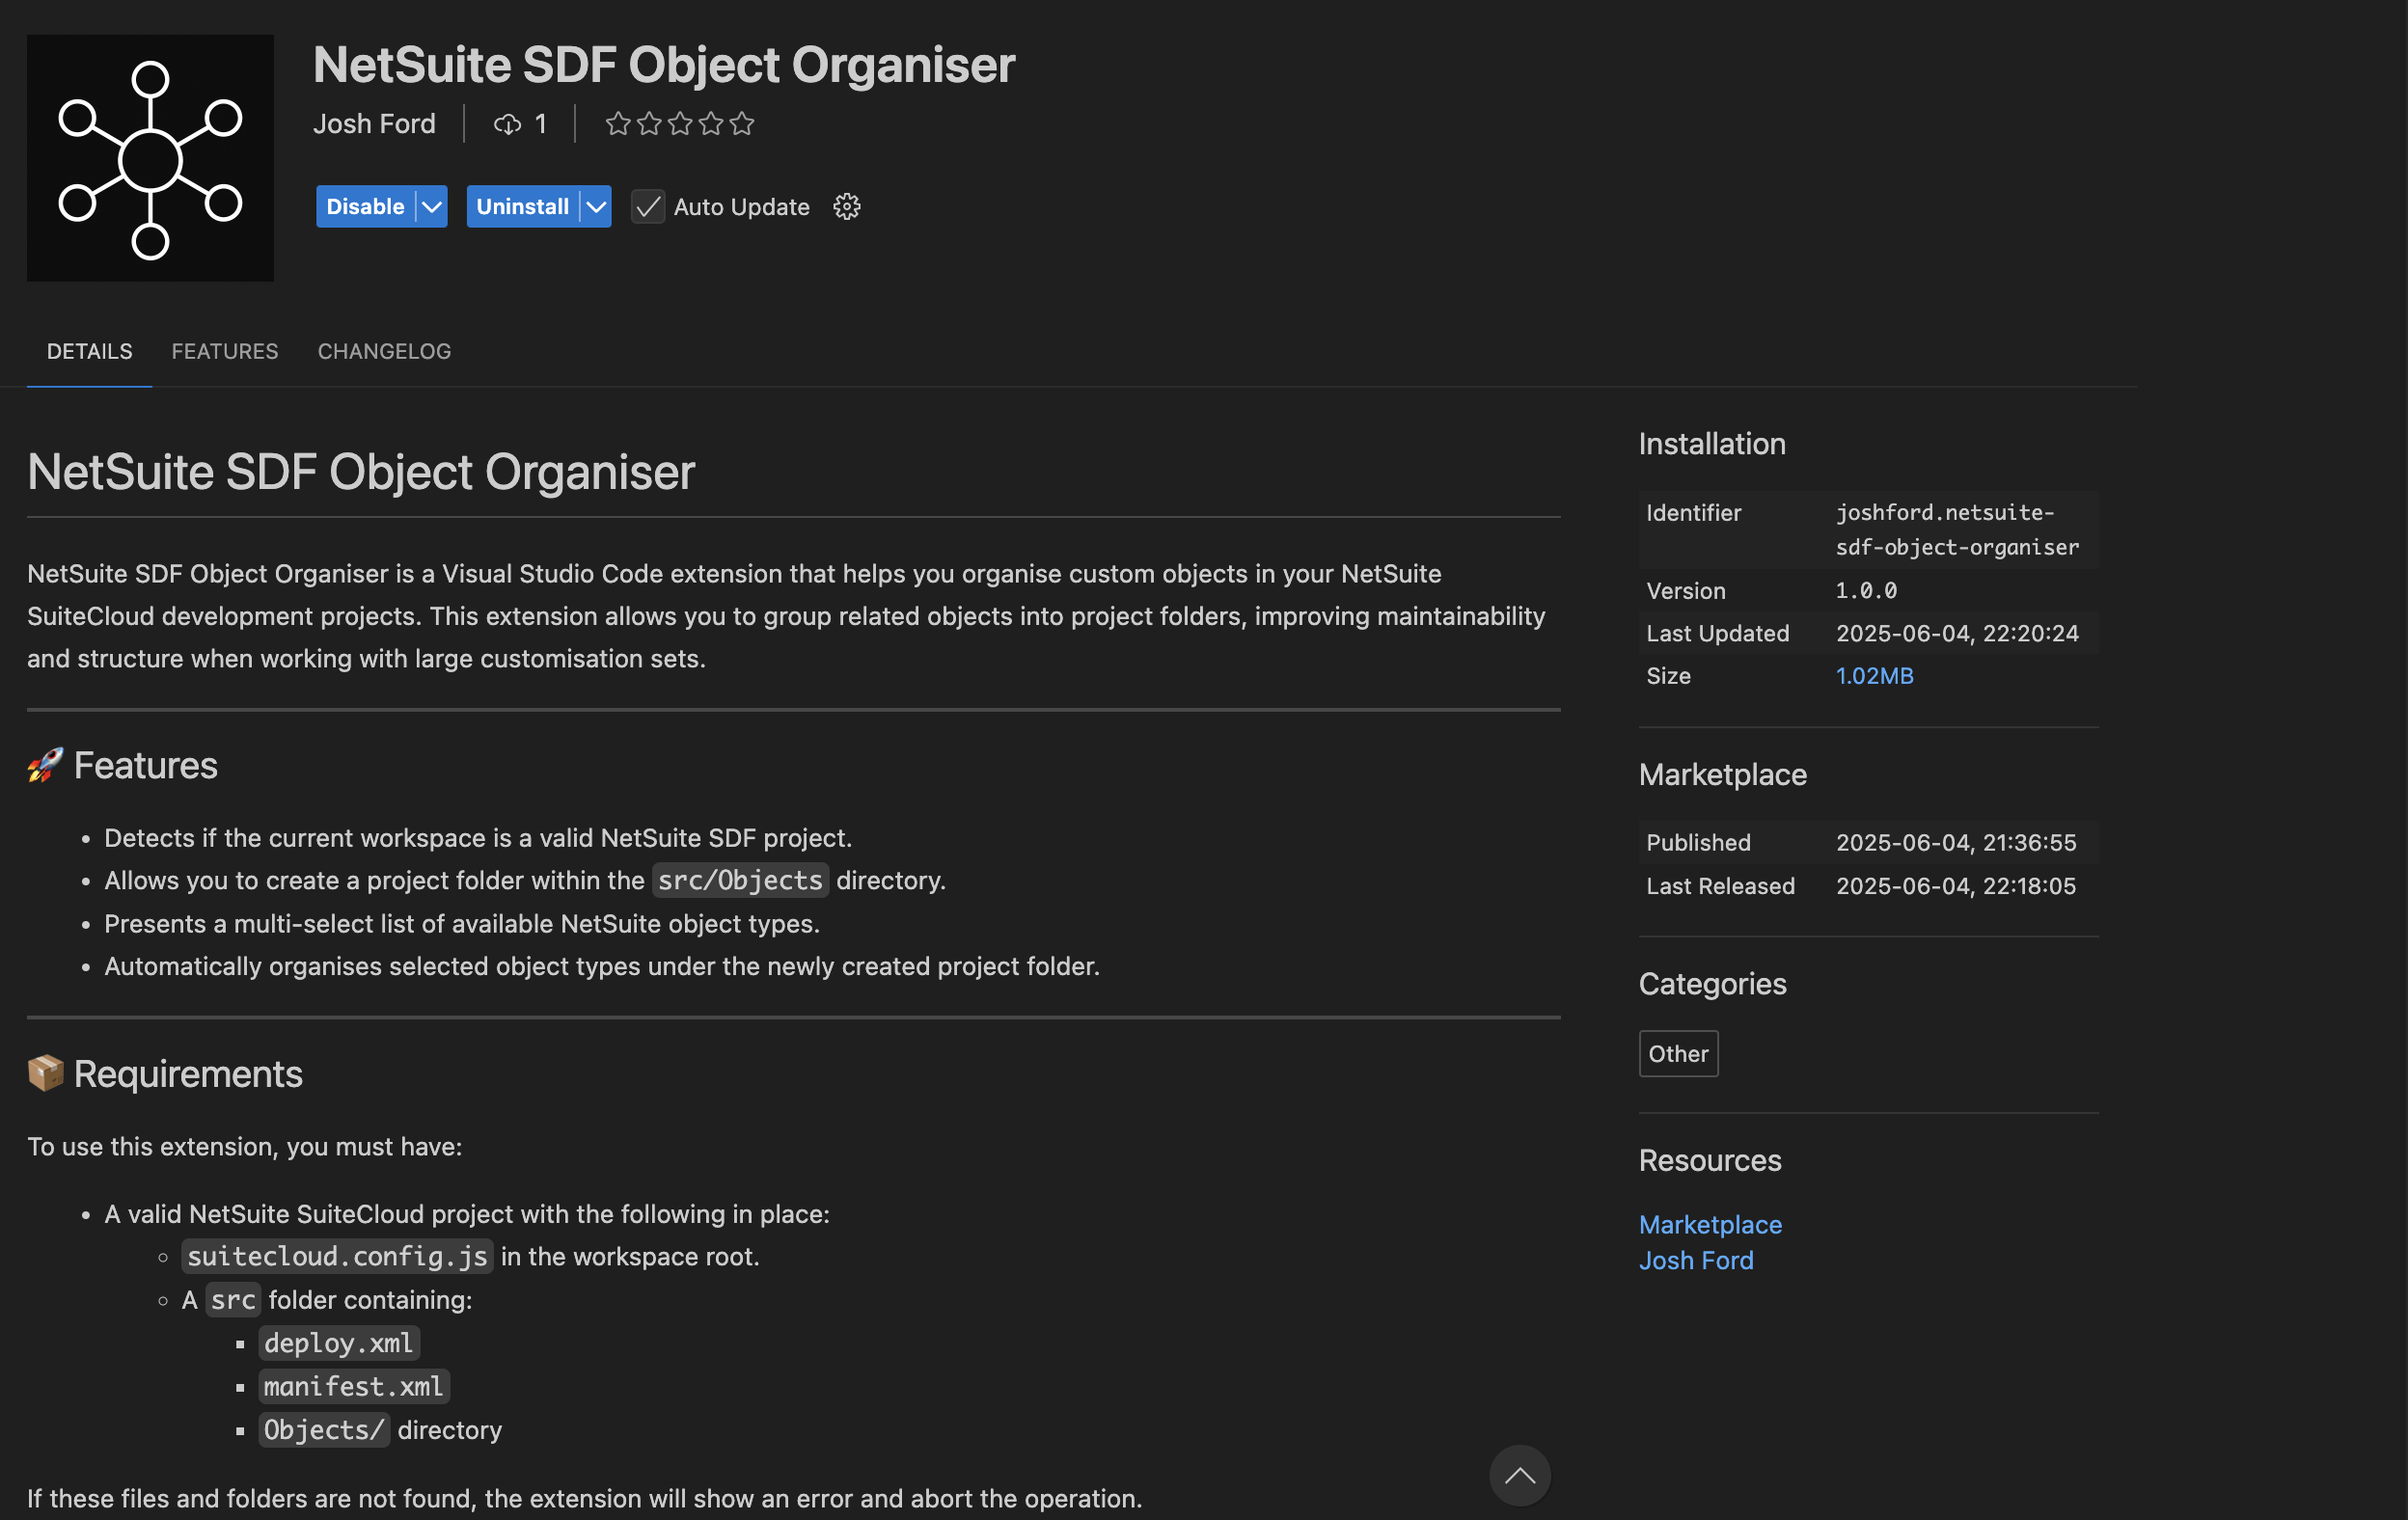 NetSuite SDF Object Organiser
Josh Ford
1
Disable
Uninstall
Auto Update
DETAILS
FEATURES
CHANGELOG
NetSuite SDF Object Organiser
NetSuite SDF Object Organiser is a Visual Studio Code extension that helps you organise custom objects in your NetSuite
SuiteCloud development projects. This extension allows you to group related objects into project folders, improving maintainability
and structure when working with large customisation sets.
🚀 Features
• Detects if the current workspace is a valid NetSuite SDF project.
• Allows you to create a project folder within the src/Objects directory.
• Presents a multi-select list of available NetSuite object types.
• Automatically organises selected object types under the newly created project folder.
📦 Requirements
To use this extension, you must have:
• A valid NetSuite SuiteCloud project with the following in place:
◦ suitecloud.config.js in the workspace root.
◦ A src folder containing:
▪ deploy.xml
▪ manifest.xml
▪ Objects/ directory
If these files and folders are not found, the extension will show an error and abort the operation.
Installation
Identifier joshford.netsuite-
sdf-object-organiser
Version 1.0.0
Last Updated 2025-06-04, 22:20:24
Size 1.02MB
Marketplace
Published 2025-06-04, 21:36:55
Last Released 2025-06-04, 22:18:05
Categories
Other
Resources
Marketplace
Josh Ford